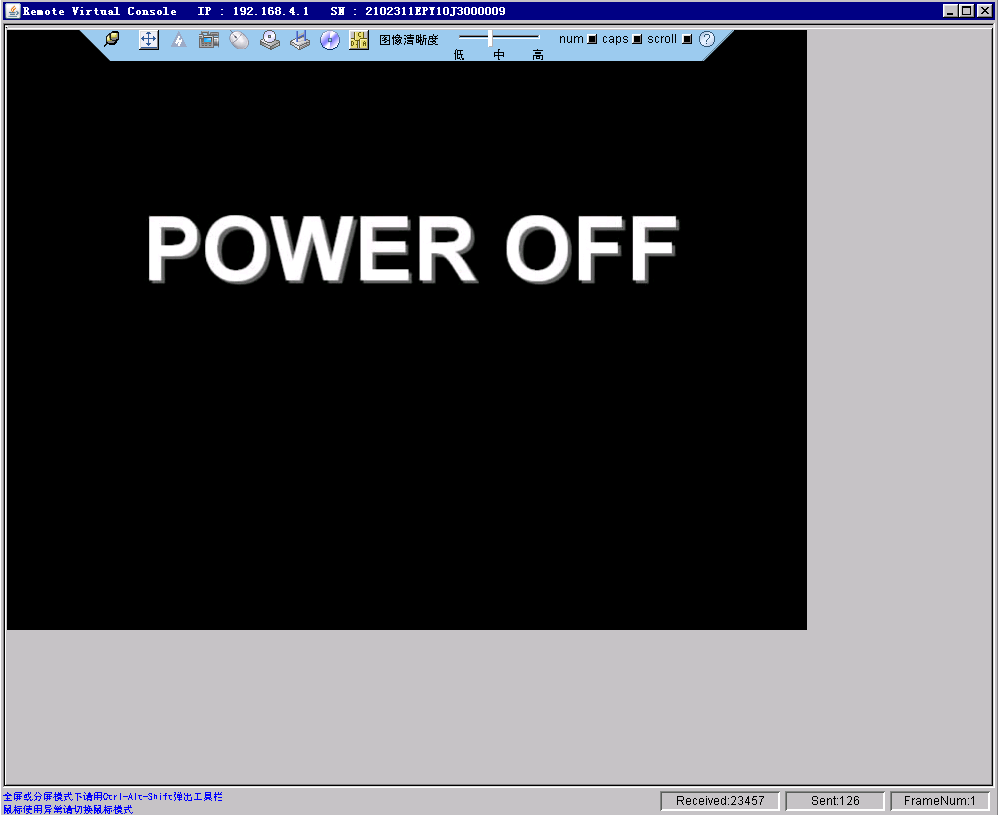 Remote Virtual Console IP : 192.168.4.1 SN : 2102311EPY10J3000009
图像清晰度
低 中 高
num caps scroll ?
POWER OFF
全屏或分屏模式下请用Ctrl-Alt-Shift弹出工具栏
鼠标使用异常请切换鼠标模式
Received:23457 Sent:126 FrameNum:1